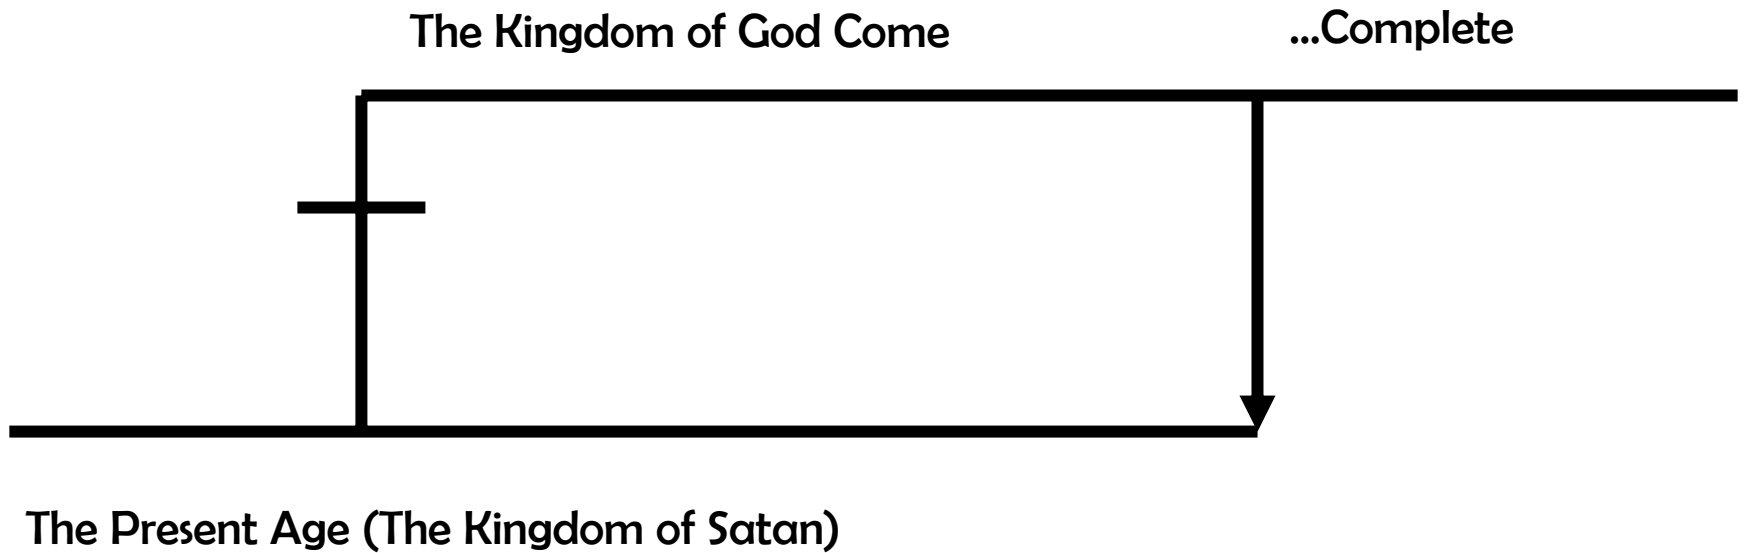 The Kingdom of God Come
...Complete
The Present Age (The Kingdom of Satan)